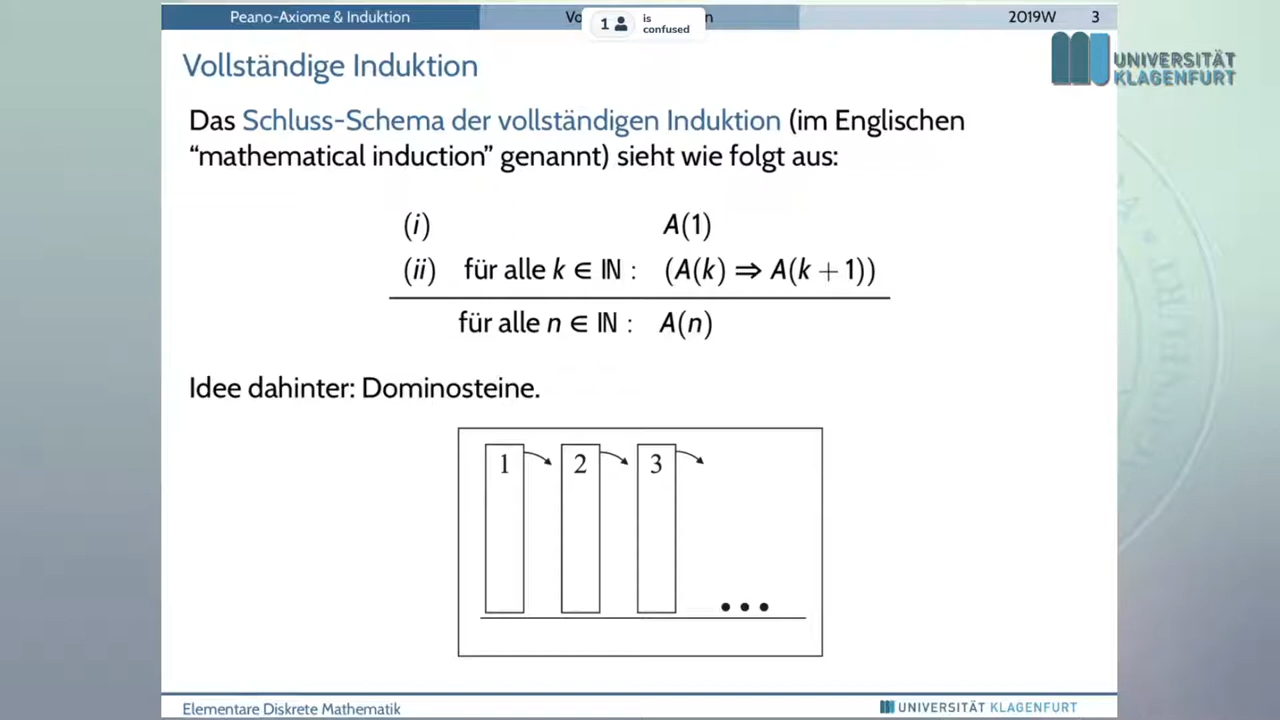 Peano-Axiome & Induktion
Vo
n
2019W 3
1 is
confused
Vollständige Induktion
UNIVERSITÄT
KLAGENFURT
Das Schluss-Schema der vollständigen Induktion (im Englischen
“mathematical induction” genannt) sieht wie folgt aus:
(i) A(1)
(ii) für alle k ∈ ℕ : (A(k) ⇒ A(k + 1))
für alle n ∈ ℕ : A(n)
Idee dahinter: Dominosteine.
1 2 3
Elementare Diskrete Mathematik
UNIVERSITÄT KLAGENFURT